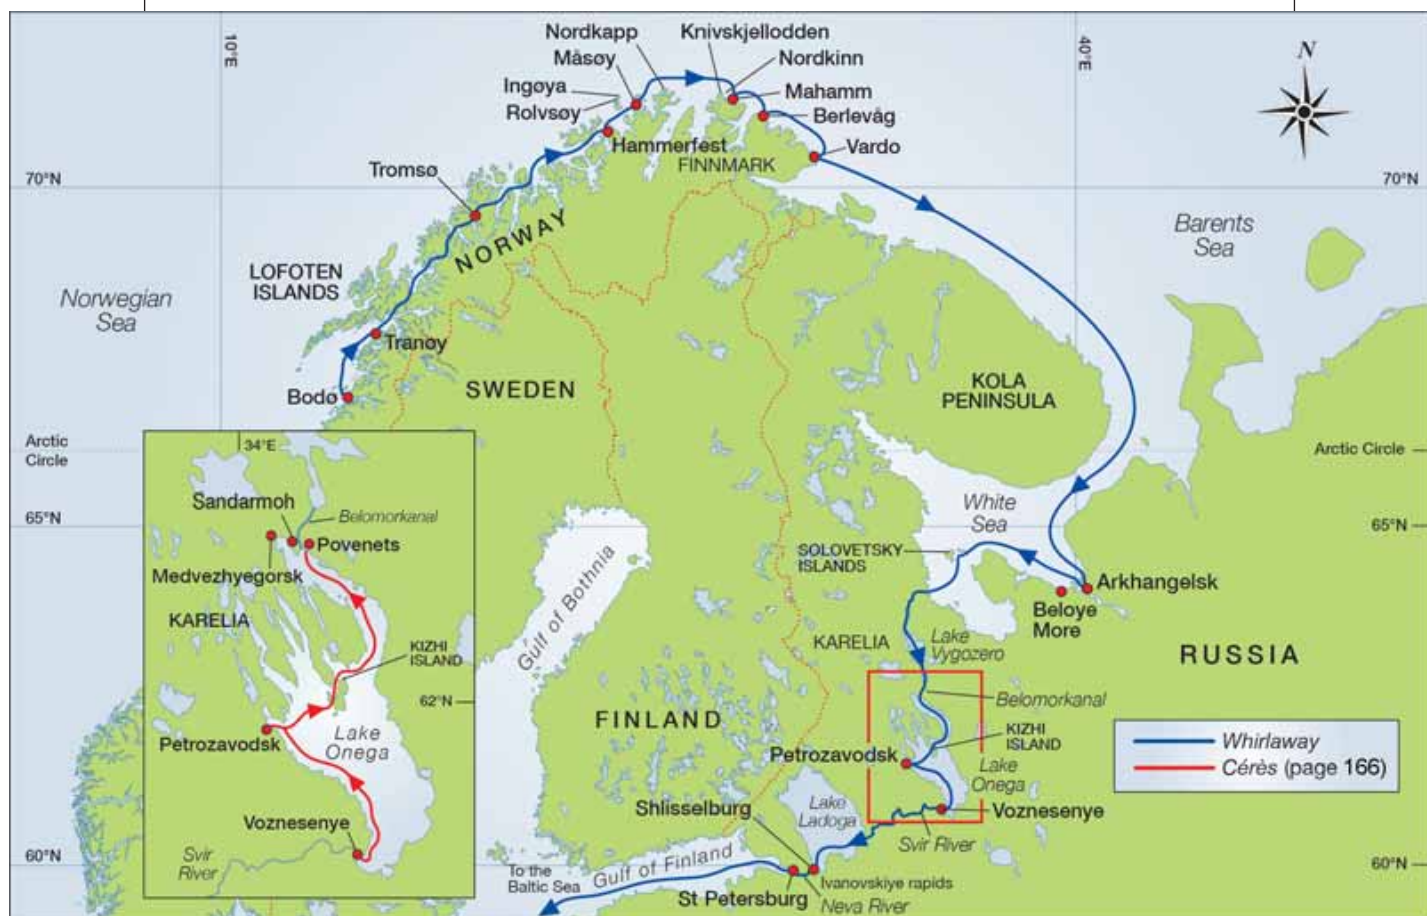 10°E
Nordkapp
Knivskjellodden
40°E
N
Måsøy
Nordkinn
Ingøya
Mahamm
Rolvsøy
Berlevåg
Hammerfest
Vardo
FINNMARK
Tromsø
70°N
70°N
NORWAY
Barents
Sea
LOFOTEN
ISLANDS
Norwegian
Sea
Tranøy
KOLA
PENINSULA
SWEDEN
Bodø
Arctic
Circle
Arctic
Circle
34°E
Sandarmoh
Belomorkanal
White
Sea
65°N
65°N
Povenets
SOLOVETSKY
ISLANDS
Medvezhyegorsk
Arkhangelsk
Beloye
More
Gulf of Bothnia
KARELIA
KARELIA
Lake
Vygozero
KIZHI
ISLAND
RUSSIA
62°N
Belomorkanal
FINLAND
KIZHI
ISLAND
Whirlaway
Petrozavodsk
Lake
Onega
Petrozavodsk
Lake
Onega
Cérès (page 166)
Shlisselburg
Lake
Ladoga
Voznesenye
Voznesenye
Svir River
Svir
River
60°N
To the
Baltic Sea
Gulf of Finland
60°N
Ivanovskiye rapids
St Petersburg
Neva River